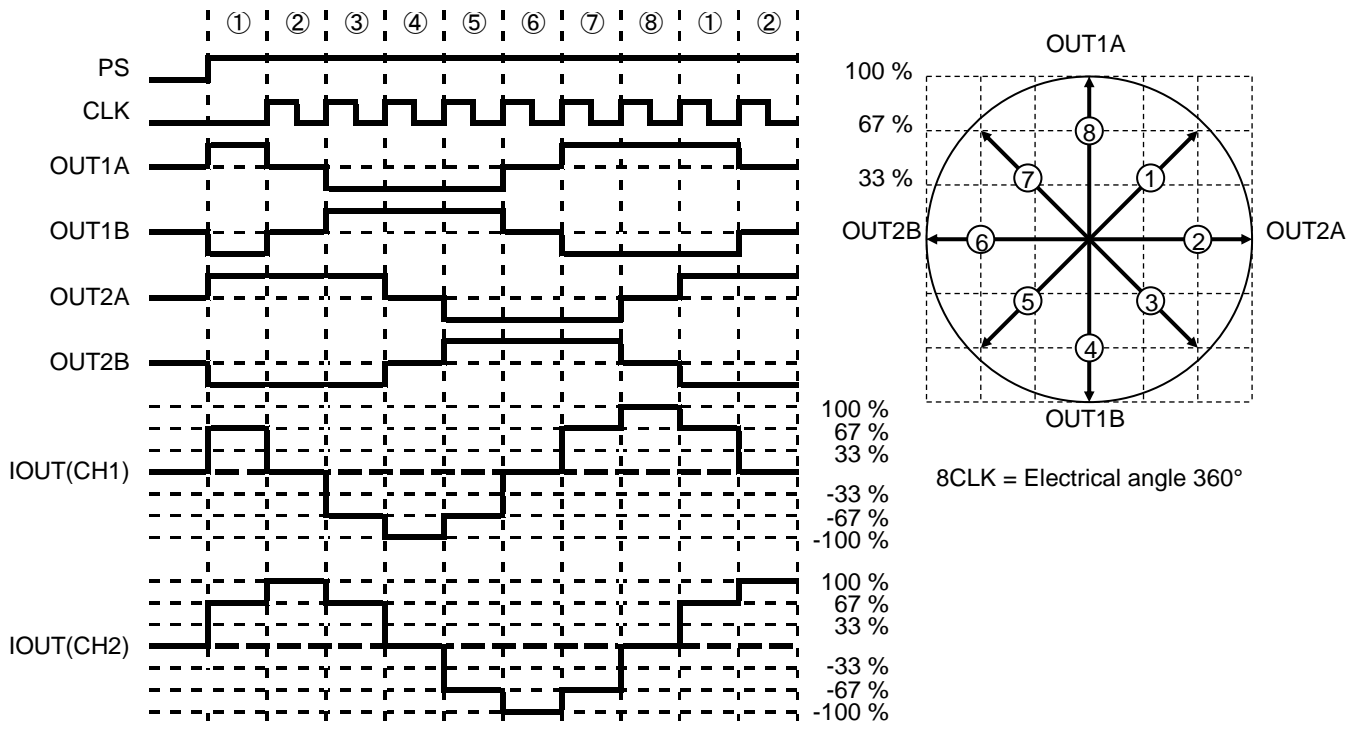 ① ② ③ ④ ⑤ ⑥ ⑦ ⑧ ① ②
PS
CLK
OUT1A
OUT1B
OUT2A
OUT2B
IOUT(CH1)
100 %
67 %
33 %
-33 %
-67 %
-100 %
IOUT(CH2)
100 %
67 %
33 %
-33 %
-67 %
-100 %
OUT1A
100 %
67 %
33 %
OUT2B
OUT2A
OUT1B
⑧
⑦ ①
⑥ ②
⑤ ③
④
8CLK = Electrical angle 360°